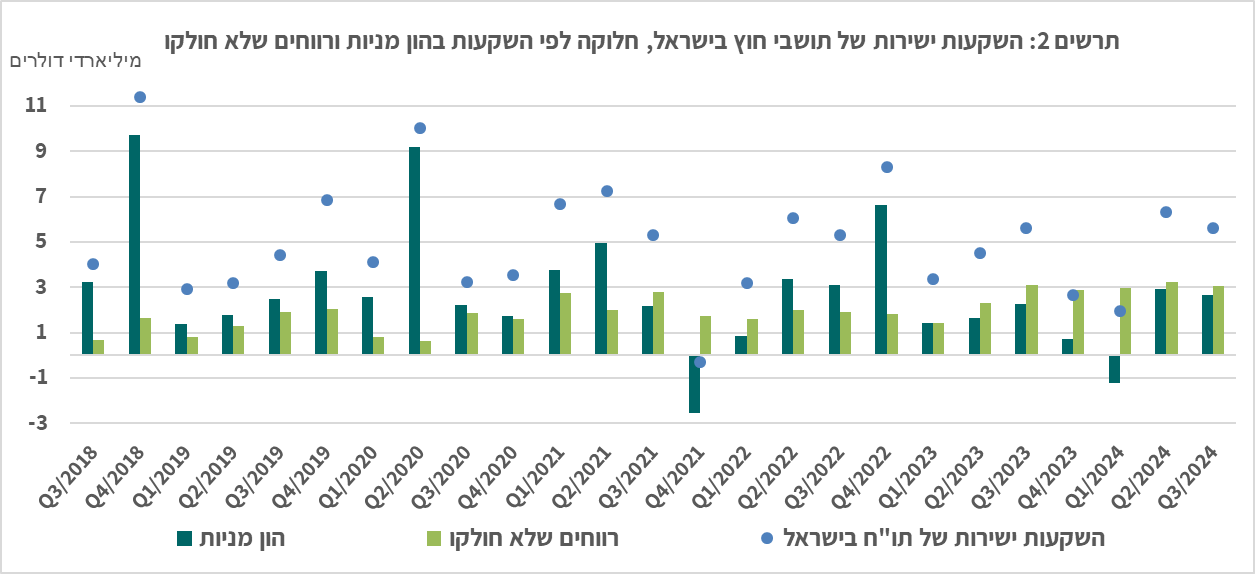 תרשים 2: השקעות ישירות של תושבי חוץ בישראל, חלוקה לפי השקעות בהון מניות ורווחים שלא חולקו
מיליארדי דולרים
11
9
7
5
3
1
-1
-3
Q3/2018
Q4/2018
Q1/2019
Q2/2019
Q3/2019
Q4/2019
Q1/2020
Q2/2020
Q3/2020
Q4/2020
Q1/2021
Q2/2021
Q3/2021
Q4/2021
Q1/2022
Q2/2022
Q3/2022
Q4/2022
Q1/2023
Q2/2023
Q3/2023
Q4/2023
Q1/2024
Q2/2024
Q3/2024
השקעות ישירות של תו"ח בישראל
רווחים שלא חולקו
הון מניות